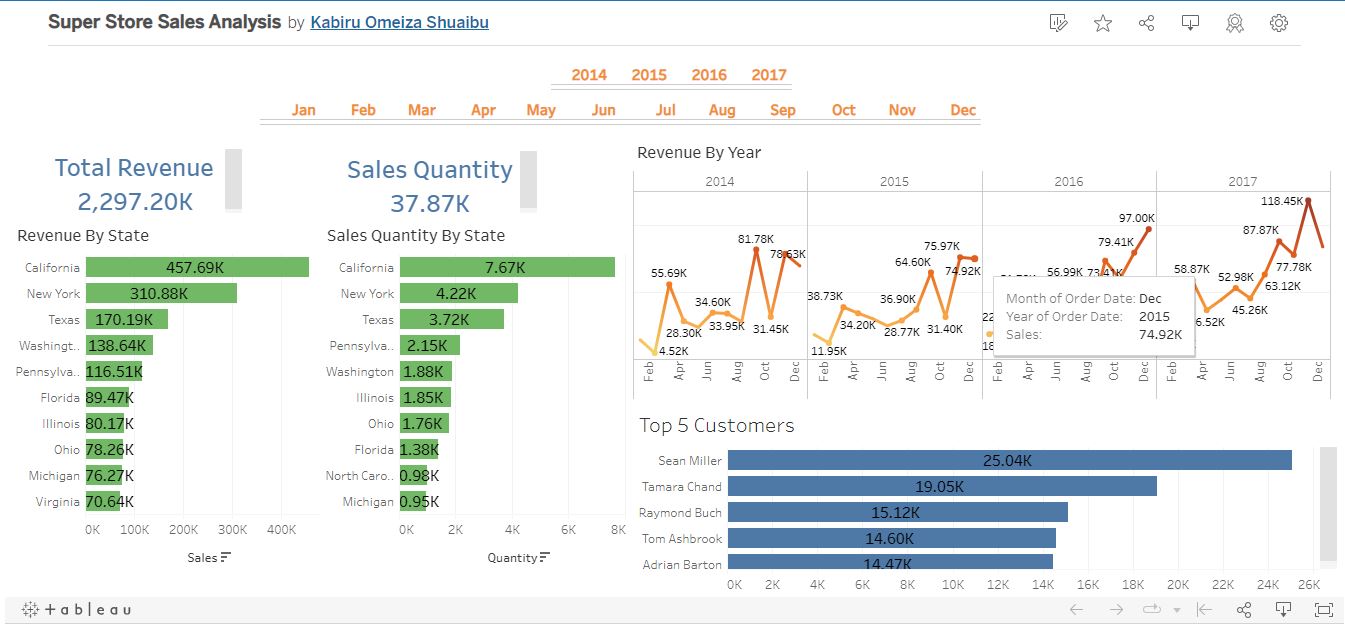 Super Store Sales Analysis by Kabiru Omeiza Shuaibu
2014 2015 2016 2017
Jan Feb Mar Apr May Jun Jul Aug Sep Oct Nov Dec
Total Revenue
2,297.20K
Sales Quantity
37.87K
Revenue By State
California 457.69K
New York 310.88K
Texas 170.19K
Washingt.. 138.64K
Pennsylva.. 116.51K
Florida 89.47K
Illinois 80.17K
Ohio 78.26K
Michigan 76.27K
Virginia 70.64K
0K 100K 200K 300K 400K
Sales
Sales Quantity By State
California 7.67K
New York 4.22K
Texas 3.72K
Pennsylva.. 2.15K
Washington 1.88K
Illinois 1.85K
Ohio 1.76K
Florida 1.38K
North Caro.. 0.98K
Michigan 0.95K
0K 2K 4K 6K 8K
Quantity
Revenue By Year
2014 2015 2016 2017
55.69K 4.52K 28.30K 34.60K 33.95K 81.78K 31.45K 78.63K
38.73K 11.95K 34.20K 28.77K 36.90K 64.60K 31.40K 75.97K 74.92K
22 18 56.99K 73.41K 79.41K 97.00K
58.87K 6.52K 52.98K 45.26K 63.12K 87.87K 77.78K 118.45K
Month of Order Date: Dec
Year of Order Date: 2015
Sales: 74.92K
Feb Apr Jun Aug Oct Dec Feb Apr Jun Aug Oct Dec Feb Apr Jun Aug Oct Dec Feb Apr Jun Aug Oct Dec
Top 5 Customers
Sean Miller 25.04K
Tamara Chand 19.05K
Raymond Buch 15.12K
Tom Ashbrook 14.60K
Adrian Barton 14.47K
0K 2K 4K 6K 8K 10K 12K 14K 16K 18K 20K 22K 24K 26K
+ableau